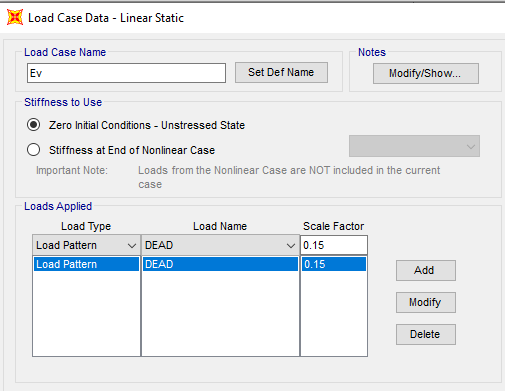 Load Case Data - Linear Static
Load Case Name
Notes
Ev
Set Def Name
Modify/Show...
Stiffness to Use
Zero Initial Conditions - Unstressed State
Stiffness at End of Nonlinear Case
Important Note: Loads from the Nonlinear Case are NOT included in the current
case
Loads Applied
Load Type Load Name Scale Factor
Load Pattern DEAD 0.15
Load Pattern DEAD 0.15
Add
Modify
Delete